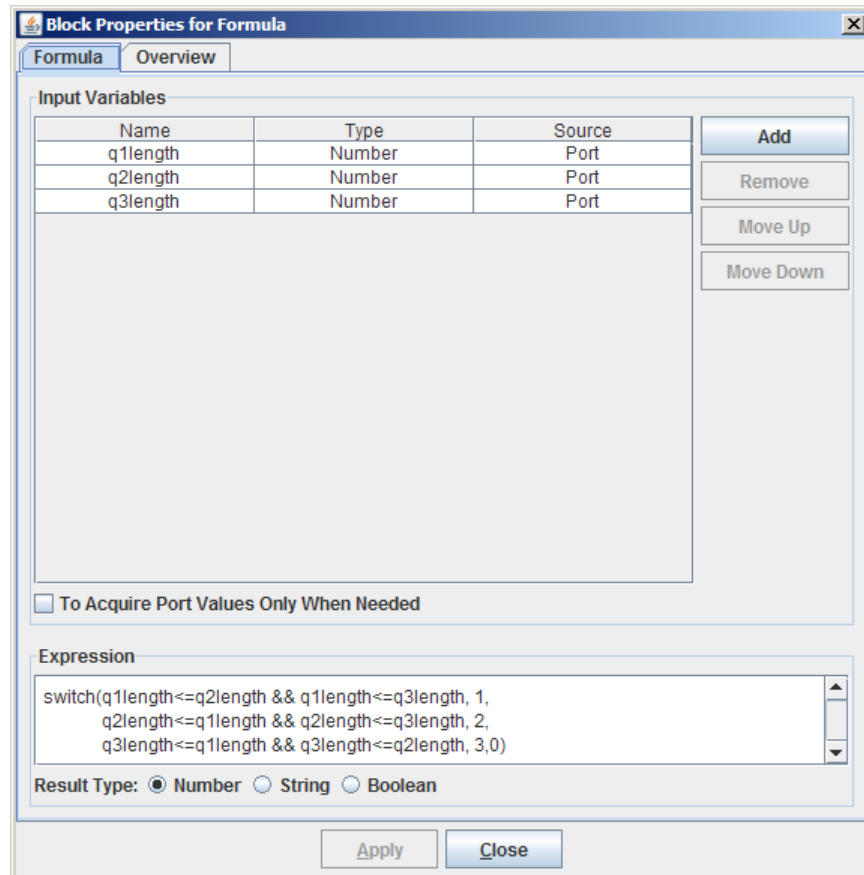 Block Properties for Formula
Formula Overview
Input Variables
Name Type Source
q1length Number Port
q2length Number Port
q3length Number Port
Add
Remove
Move Up
Move Down
To Acquire Port Values Only When Needed
Expression
switch(q1length<=q2length && q1length<=q3length, 1,
q2length<=q1length && q2length<=q3length, 2,
q3length<=q1length && q3length<=q2length, 3,0)
Result Type: Number String Boolean
Apply Close